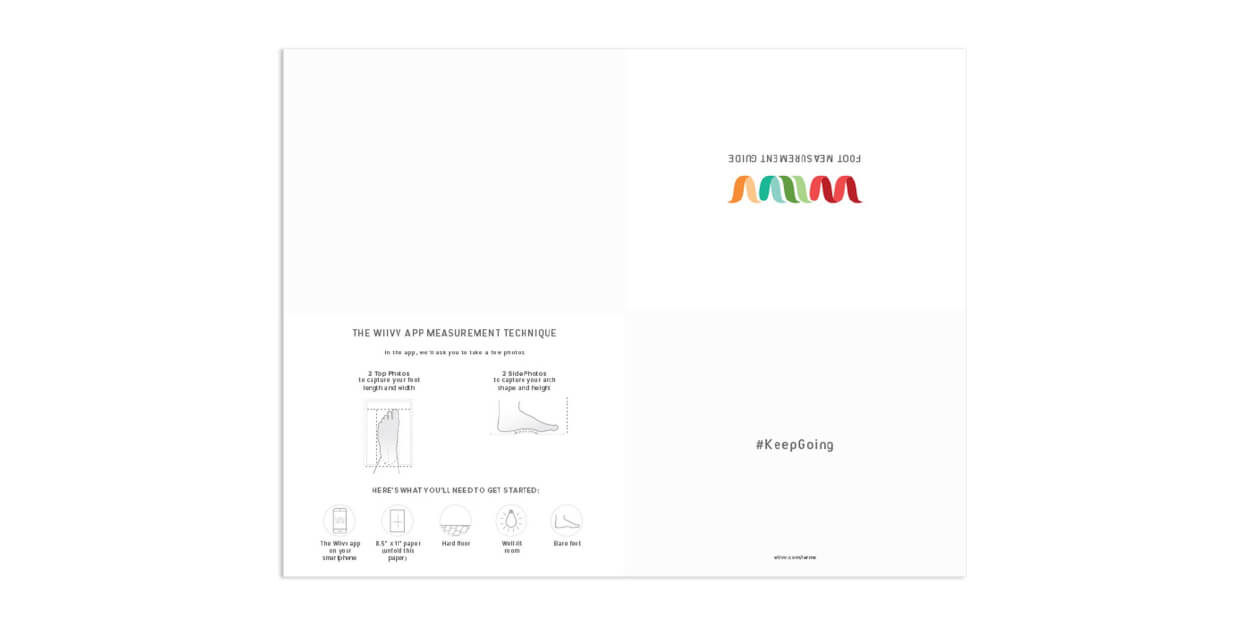 FOOT MEASUREMENT GUIDE
THE WIIVV APP MEASUREMENT TECHNIQUE
In the app, we'll ask you to take a few photos
2 Top Photos
to capture your foot
length and width
2 Side Photos
to capture your arch
shape and height
HERE'S WHAT YOU'LL NEED TO GET STARTED:
The Wiivv app
on your
smartphone
8.5" x 11" paper
(unfold this
paper)
Hard floor
Well-lit
room
Bare feet
#KeepGoing